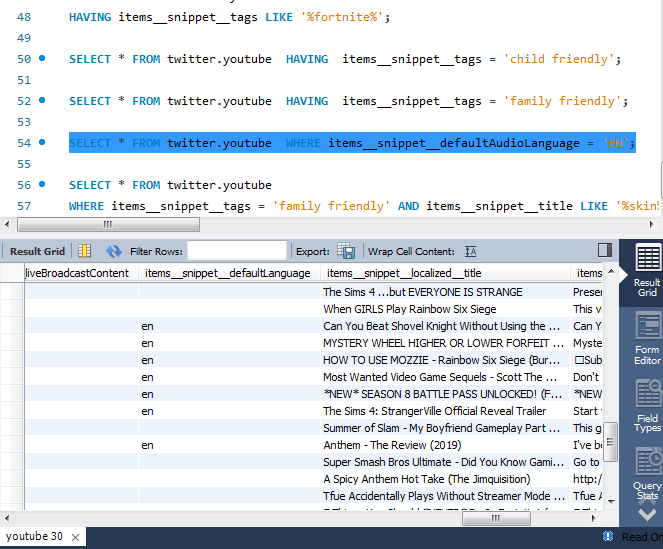 48 HAVING items__snippet__tags LIKE '%fortnite%';
49
50 SELECT * FROM twitter.youtube  HAVING  items__snippet__tags = 'child friendly';
51
52 SELECT * FROM twitter.youtube  HAVING  items__snippet__tags = 'family friendly';
53
54 SELECT * FROM twitter.youtube  WHERE items__snippet__defaultAudioLanguage = 'EN';
55
56 SELECT * FROM twitter.youtube
57 WHERE items__snippet__tags = 'family friendly' AND items__snippet__title LIKE '%skin%
Result Grid Filter Rows: Export: Wrap Cell Content:
liveBroadcastContent items__snippet__defaultLanguage items__snippet__localized__title items
The Sims 4 ...but EVERYONE IS STRANGE Presen
When GIRLS Play Rainbow Six Siege This v
en Can You Beat Shovel Knight Without Using the ... Can Y
en MYSTERY WHEEL HIGHER OR LOWER FORFEIT ... Myste
en HOW TO USE MOZZIE - Rainbow Six Siege (Bur... □Sub
en Most Wanted Video Game Sequels - Scott The ... Don't
en *NEW* SEASON 8 BATTLE PASS UNLOCKED! (F... *NEW
en The Sims 4: StrangerVille Official Reveal Trailer Start
Summer of Slam - My Boyfriend Gameplay Part ... This g
en Anthem - The Review (2019) I've b
Super Smash Bros Ultimate - Did You Know Gami... Go to
A Spicy Anthem Hot Take (The Jimquisition) http:/
Tfue Accidentally Plays Without Streamer Mode ... Tfue A
Result
Grid
Form
Editor
Field
Types
Query
Stats
youtube 30
Read On